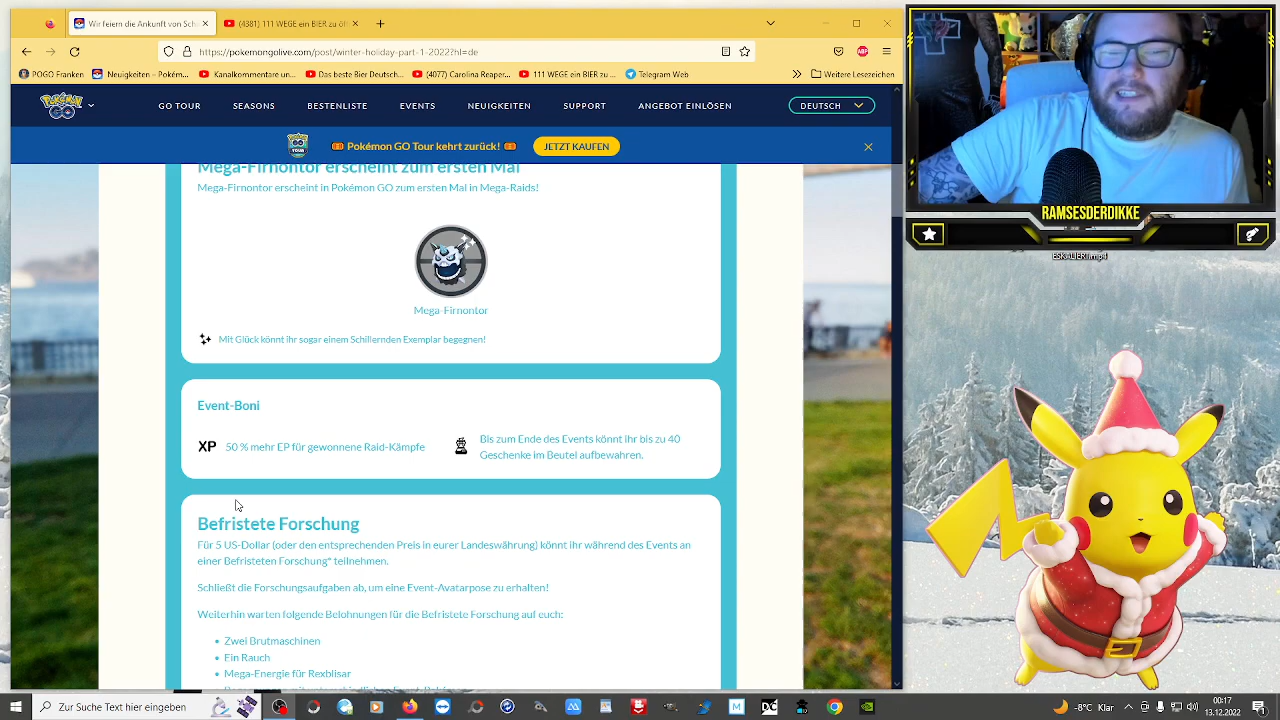 Wir feiern die Ankunft von Sch
(4381) 111 WEGE ein BIER zu ö
https://
ngolive.com/post/winter-holiday-part-1-2022?hl=de
POGO Franken
Neuigkeiten – Pokém...
Kanalkommentare un...
Das beste Bier Deutsch...
(4077) Carolina Reaper...
111 WEGE ein BIER zu ...
Telegram Web
Weitere Lesezeichen
GO TOUR
SEASONS
BESTENLISTE
EVENTS
NEUIGKEITEN
SUPPORT
ANGEBOT EINLÖSEN
DEUTSCH
Pokémon GO Tour kehrt zurück!
JETZT KAUFEN
Mega-Firnontor erscheint zum ersten Mal
Mega-Firnontor erscheint in Pokémon GO zum ersten Mal in Mega-Raids!
Mega-Firnontor
Mit Glück könnt ihr sogar einem Schillernden Exemplar begegnen!
Event-Boni
XP
50 % mehr EP für gewonnene Raid-Kämpfe
Bis zum Ende des Events könnt ihr bis zu 40
Geschenke im Beutel aufbewahren.
Befristete Forschung
Für 5 US-Dollar (oder den entsprechenden Preis in eurer Landeswährung) könnt ihr während des Events an
einer Befristeten Forschung* teilnehmen.
Schließt die Forschungsaufgaben ab, um eine Event-Avatarpose zu erhalten!
Weiterhin warten folgende Belohnungen für die Befristete Forschung auf euch:
• Zwei Brutmaschinen
• Ein Rauch
• Mega-Energie für Rexblisar
RAMSESDERDIKKE
Zur Suche Text hier eingeben
00:17
13.12.2022